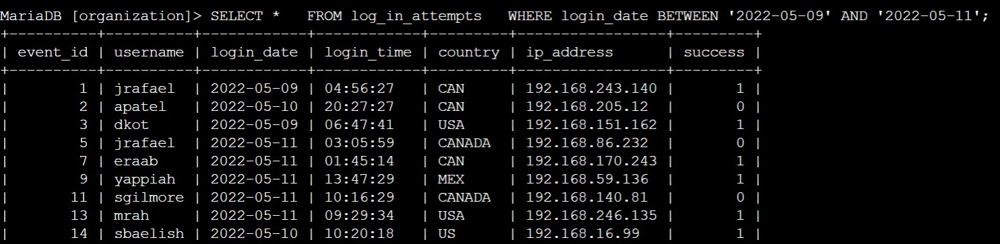 MariaDB [organization]> SELECT *   FROM log_in_attempts   WHERE login_date BETWEEN '2022-05-09' AND '2022-05-11';
+----------+----------+------------+------------+---------+-----------------+---------+
| event_id | username | login_date | login_time | country | ip_address      | success |
+----------+----------+------------+------------+---------+-----------------+---------+
|        1 | jrafael  | 2022-05-09 | 04:56:27   | CAN     | 192.168.243.140 |       1 |
|        2 | apatel   | 2022-05-10 | 20:27:27   | CAN     | 192.168.205.12  |       0 |
|        3 | dkot     | 2022-05-09 | 06:47:41   | USA     | 192.168.151.162 |       1 |
|        5 | jrafael  | 2022-05-11 | 03:05:59   | CANADA  | 192.168.86.232  |       0 |
|        7 | eraab    | 2022-05-11 | 01:45:14   | CAN     | 192.168.170.243 |       1 |
|        9 | yappiah  | 2022-05-11 | 13:47:29   | MEX     | 192.168.59.136  |       1 |
|       11 | sgilmore | 2022-05-11 | 10:16:29   | CANADA  | 192.168.140.81  |       0 |
|       13 | mrah     | 2022-05-11 | 09:29:34   | USA     | 192.168.246.135 |       1 |
|       14 | sbaelish | 2022-05-10 | 10:20:18   | US      | 192.168.16.99   |       1 |